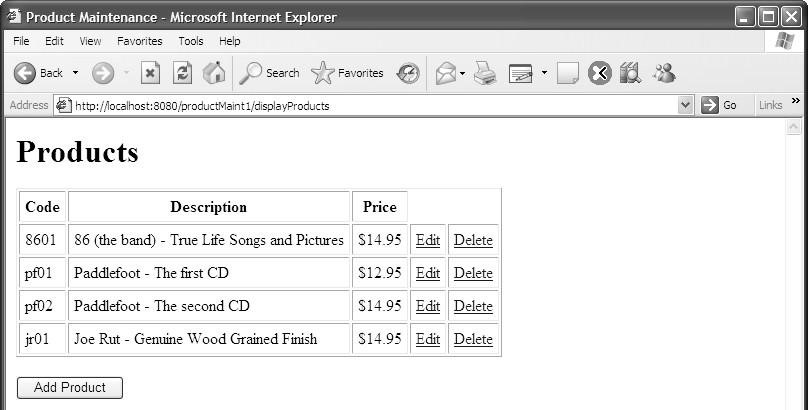 Product Maintenance - Microsoft Internet Explorer
File Edit View Favorites Tools Help
Back Search Favorites
Address http://localhost:8080/productMaint1/displayProducts Go Links »
Products
Code Description Price
8601 86 (the band) - True Life Songs and Pictures $14.95 Edit Delete
pf01 Paddlefoot - The first CD $12.95 Edit Delete
pf02 Paddlefoot - The second CD $14.95 Edit Delete
jr01 Joe Rut - Genuine Wood Grained Finish $14.95 Edit Delete
Add Product